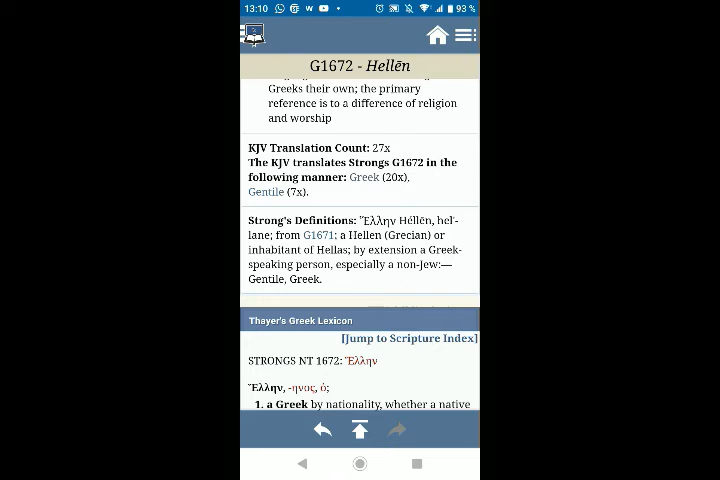 13:10
93 %
G1672 - Hellēn
Greeks their own; the primary
reference is to a difference of religion
and worship
KJV Translation Count: 27x
The KJV translates Strongs G1672 in the
following manner: Greek (20x),
Gentile (7x).
Strong's Definitions: Ἕλλην Héllēn, hel'-
lane; from G1671; a Hellen (Grecian) or
inhabitant of Hellas; by extension a Greek-
speaking person, especially a non-Jew:—
Gentile, Greek.
Thayer's Greek Lexicon
[Jump to Scripture Index]
STRONGS NT 1672: Ἕλλην
Ἕλλην, -ηνος, ὁ;
1. a Greek by nationality, whether a native